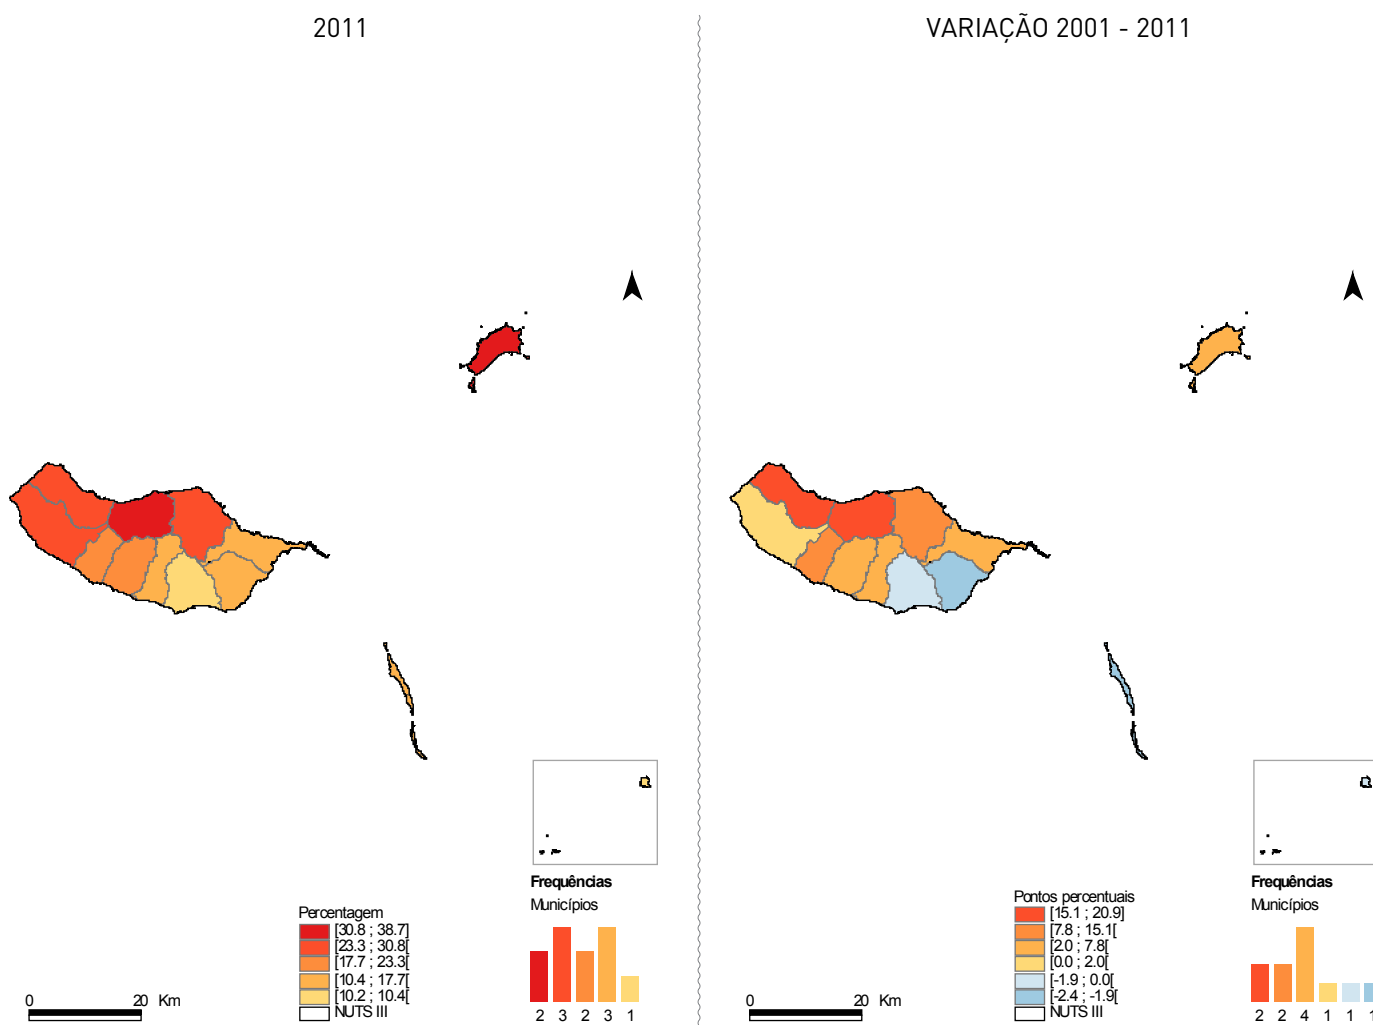 2011
Percentagem
[30.8 ; 38.7]
[23.3 ; 30.8[
[17.7 ; 23.3[
[10.4 ; 17.7[
[10.2 ; 10.4[
NUTS III
0 20 Km
Frequências
Municípios
2 3 2 3 1
VARIAÇÃO 2001 - 2011
Pontos percentuais
[15.1 ; 20.9]
[7.8 ; 15.1[
[2.0 ; 7.8[
[0.0 ; 2.0[
[-1.9 ; 0.0[
[-2.4 ; -1.9[
NUTS III
0 20 Km
Frequências
Municípios
2 2 4 1 1 1